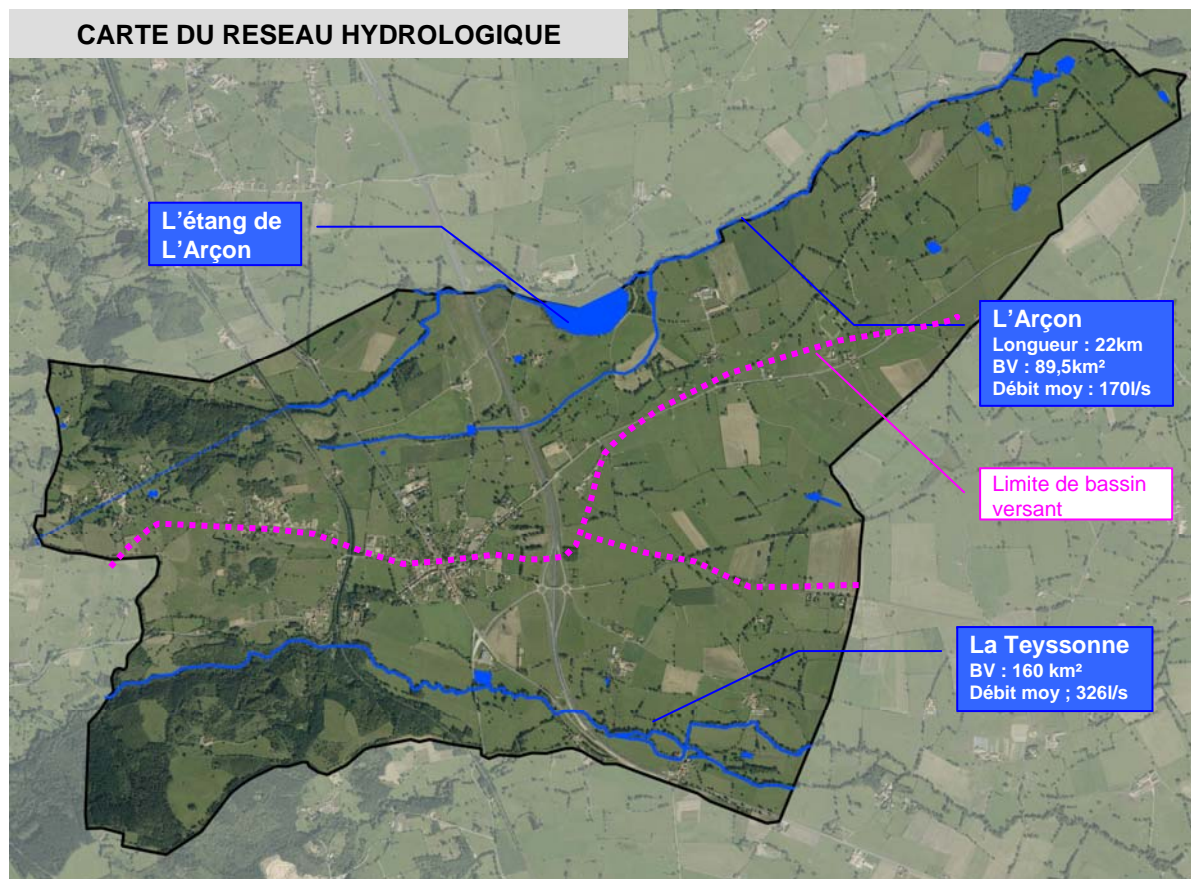 CARTE DU RESEAU HYDROLOGIQUE
L'étang de
L'Arçon
L'Arçon
Longueur : 22km
BV : 89,5km²
Débit moy : 170l/s
Limite de bassin
versant
La Teyssonne
BV : 160 km²
Débit moy ; 326l/s